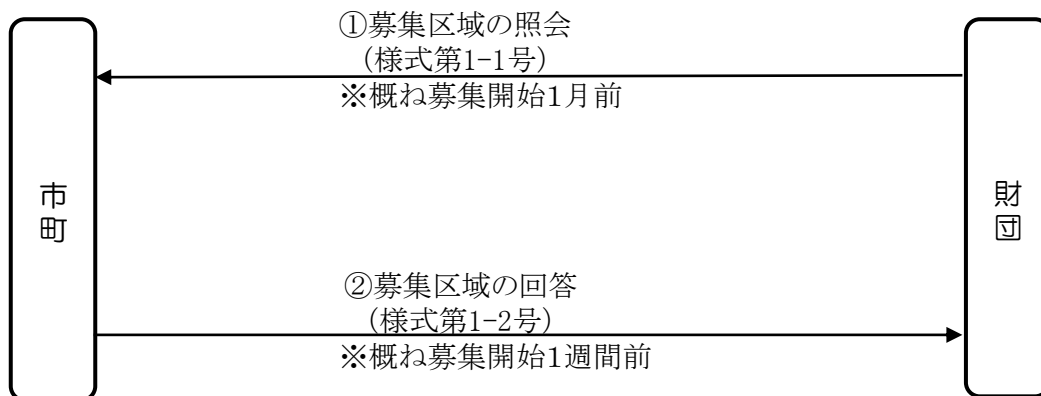 ①募集区域の照会
(様式第1-1号)
※概ね募集開始1月前
市町
財団
②募集区域の回答
(様式第1-2号)
※概ね募集開始1週間前